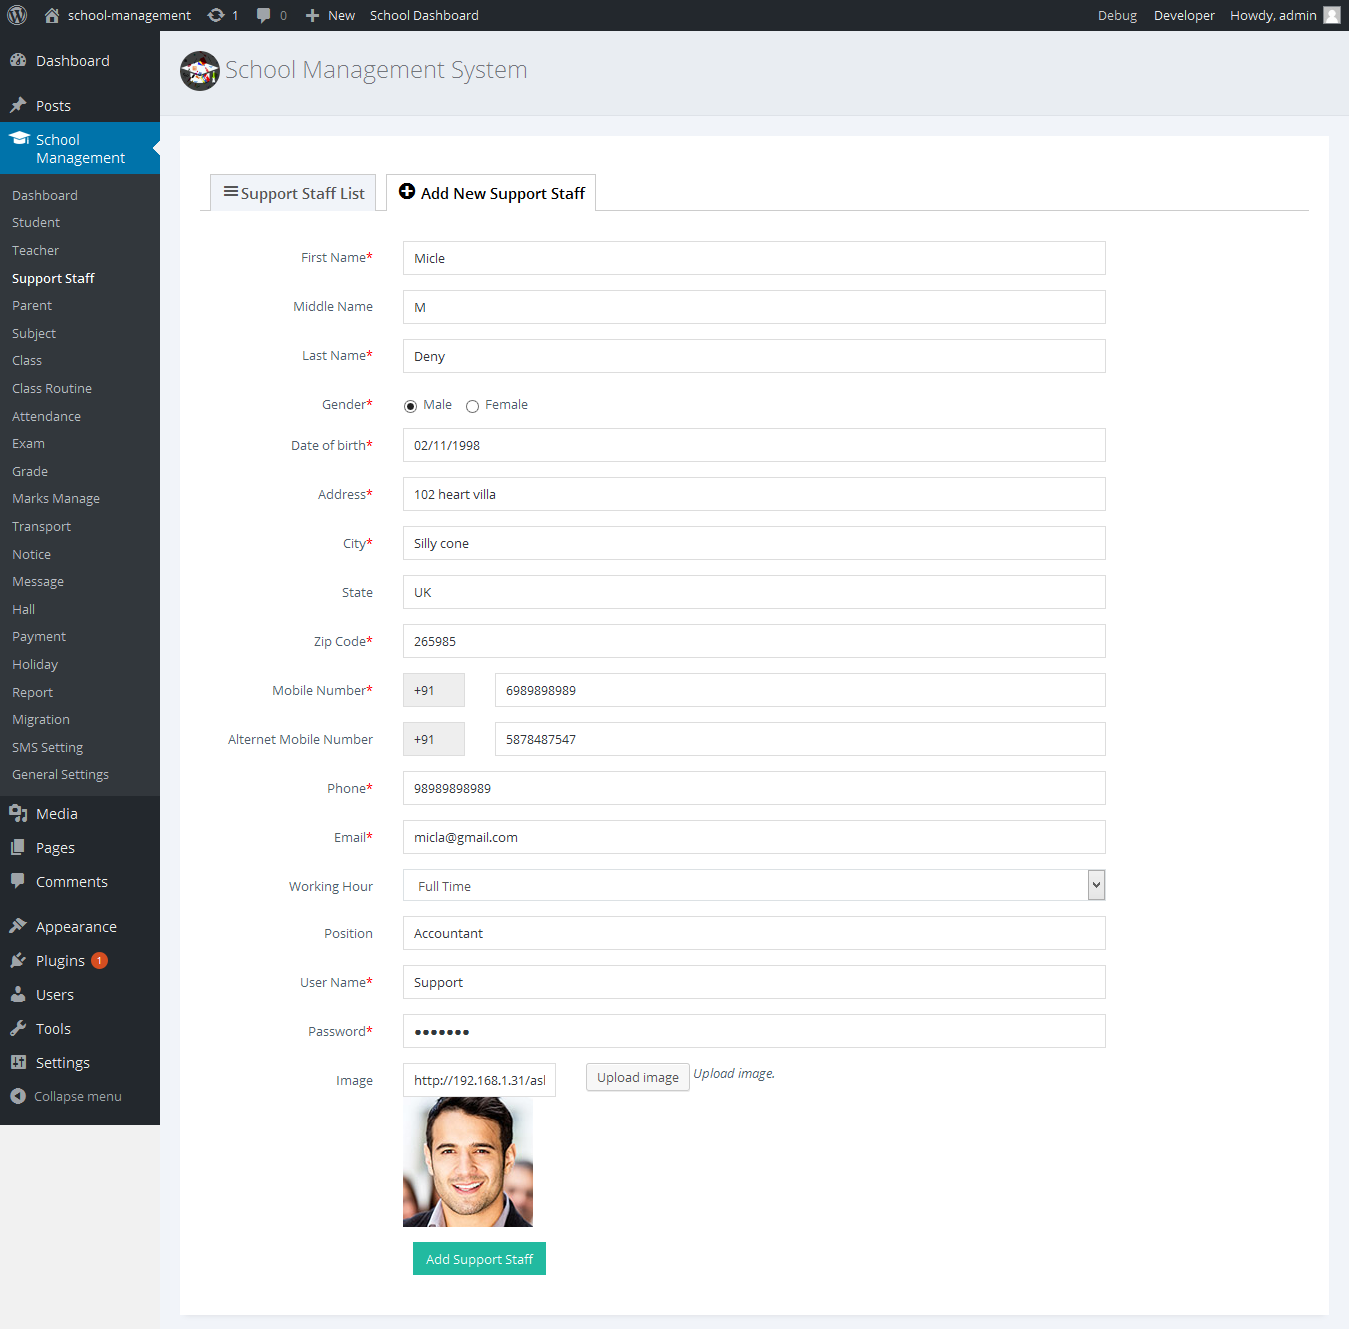 school-management 1 0 New School Dashboard Debug Developer Howdy, admin
Dashboard
Posts
School
Management
Dashboard
Student
Teacher
Support Staff
Parent
Subject
Class
Class Routine
Attendance
Exam
Grade
Marks Manage
Transport
Notice
Message
Hall
Payment
Holiday
Report
Migration
SMS Setting
General Settings
Media
Pages
Comments
Appearance
Plugins 1
Users
Tools
Settings
Collapse menu
School Management System
Support Staff List Add New Support Staff
First Name* Micle
Middle Name M
Last Name* Deny
Gender* Male Female
Date of birth* 02/11/1998
Address* 102 heart villa
City* Silly cone
State UK
Zip Code* 265985
Mobile Number* +91 6989898989
Alternet Mobile Number +91 5878487547
Phone* 98989898989
Email* micla@gmail.com
Working Hour Full Time
Position Accountant
User Name* Support
Password* •••••••
Image http://192.168.1.31/asl Upload image Upload image.
Add Support Staff